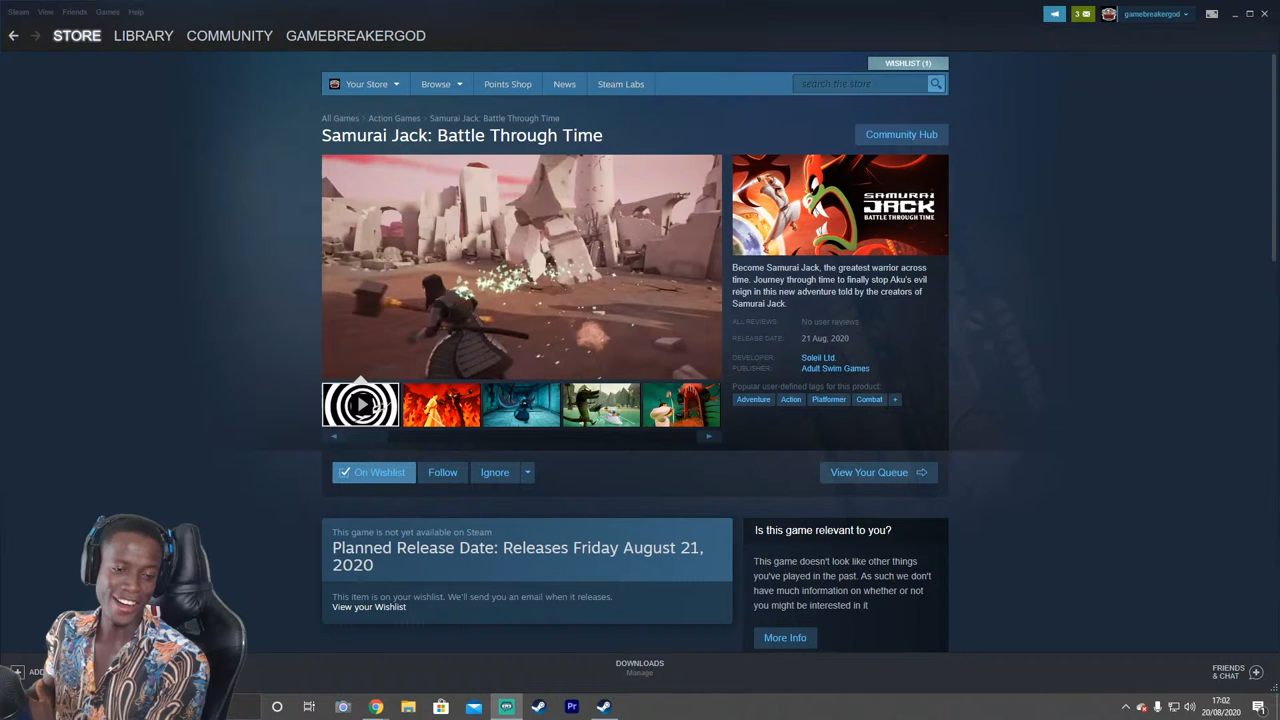 Steam View Friends Games Help
3 gamebreakergod
STORE LIBRARY COMMUNITY GAMEBREAKERGOD
WISHLIST (1)
Your Store Browse Points Shop News Steam Labs search the store
All Games > Action Games > Samurai Jack: Battle Through Time
Samurai Jack: Battle Through Time
Community Hub
SAMURAI
JACK
BATTLE THROUGH TIME
Become Samurai Jack, the greatest warrior across
time. Journey through time to finally stop Aku's evil
reign in this new adventure told by the creators of
Samurai Jack.
ALL REVIEWS: No user reviews
RELEASE DATE: 21 Aug, 2020
DEVELOPER: Soleil Ltd.
PUBLISHER: Adult Swim Games
Popular user-defined tags for this product:
Adventure Action Platformer Combat +
On Wishlist Follow Ignore View Your Queue
This game is not yet available on Steam
Planned Release Date: Releases Friday August 21,
2020
This item is on your wishlist. We'll send you an email when it releases.
View your Wishlist
Is this game relevant to you?
This game doesn't look like other things
you've played in the past. As such we don't
have much information on whether or not
you might be interested in it
More Info
ADD
DOWNLOADS
Manage
FRIENDS
& CHAT
Pr
17:02
20/08/2020